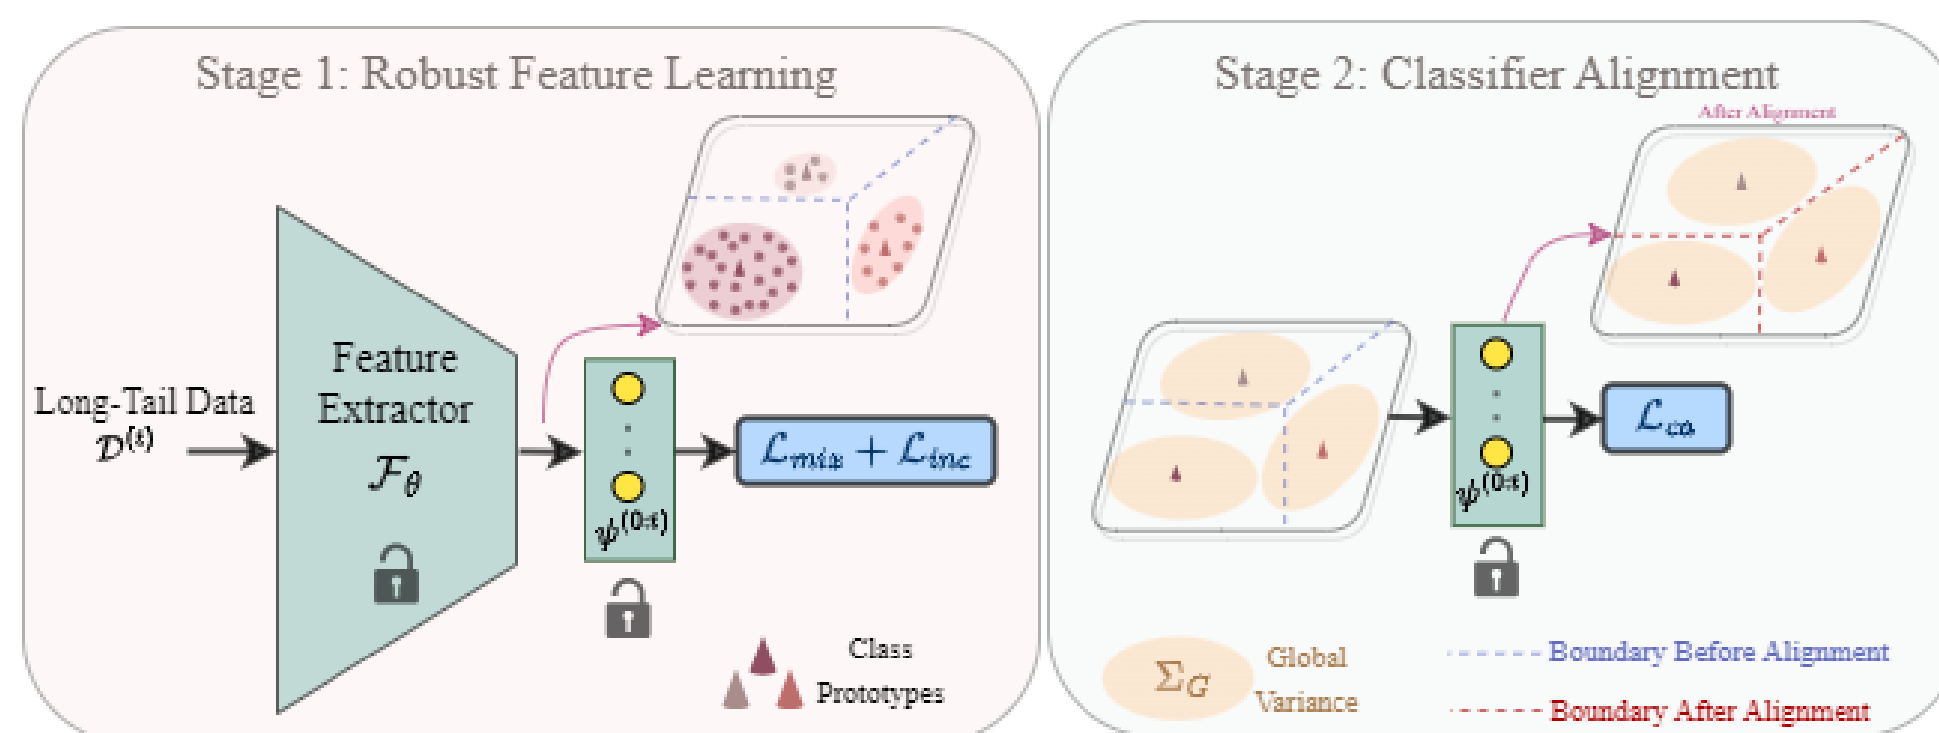 Stage 1: Robust Feature Learning
Long-Tail Data
𝒟^(t)
Feature
Extractor
ℱ_θ
ψ^(0:t)
ℒ_mix + ℒ_inc
Class
Prototypes
Stage 2: Classifier Alignment
After Alignment
ψ^(0:t)
ℒ_ca
Σ_G
Global
Variance
Boundary Before Alignment
Boundary After Alignment